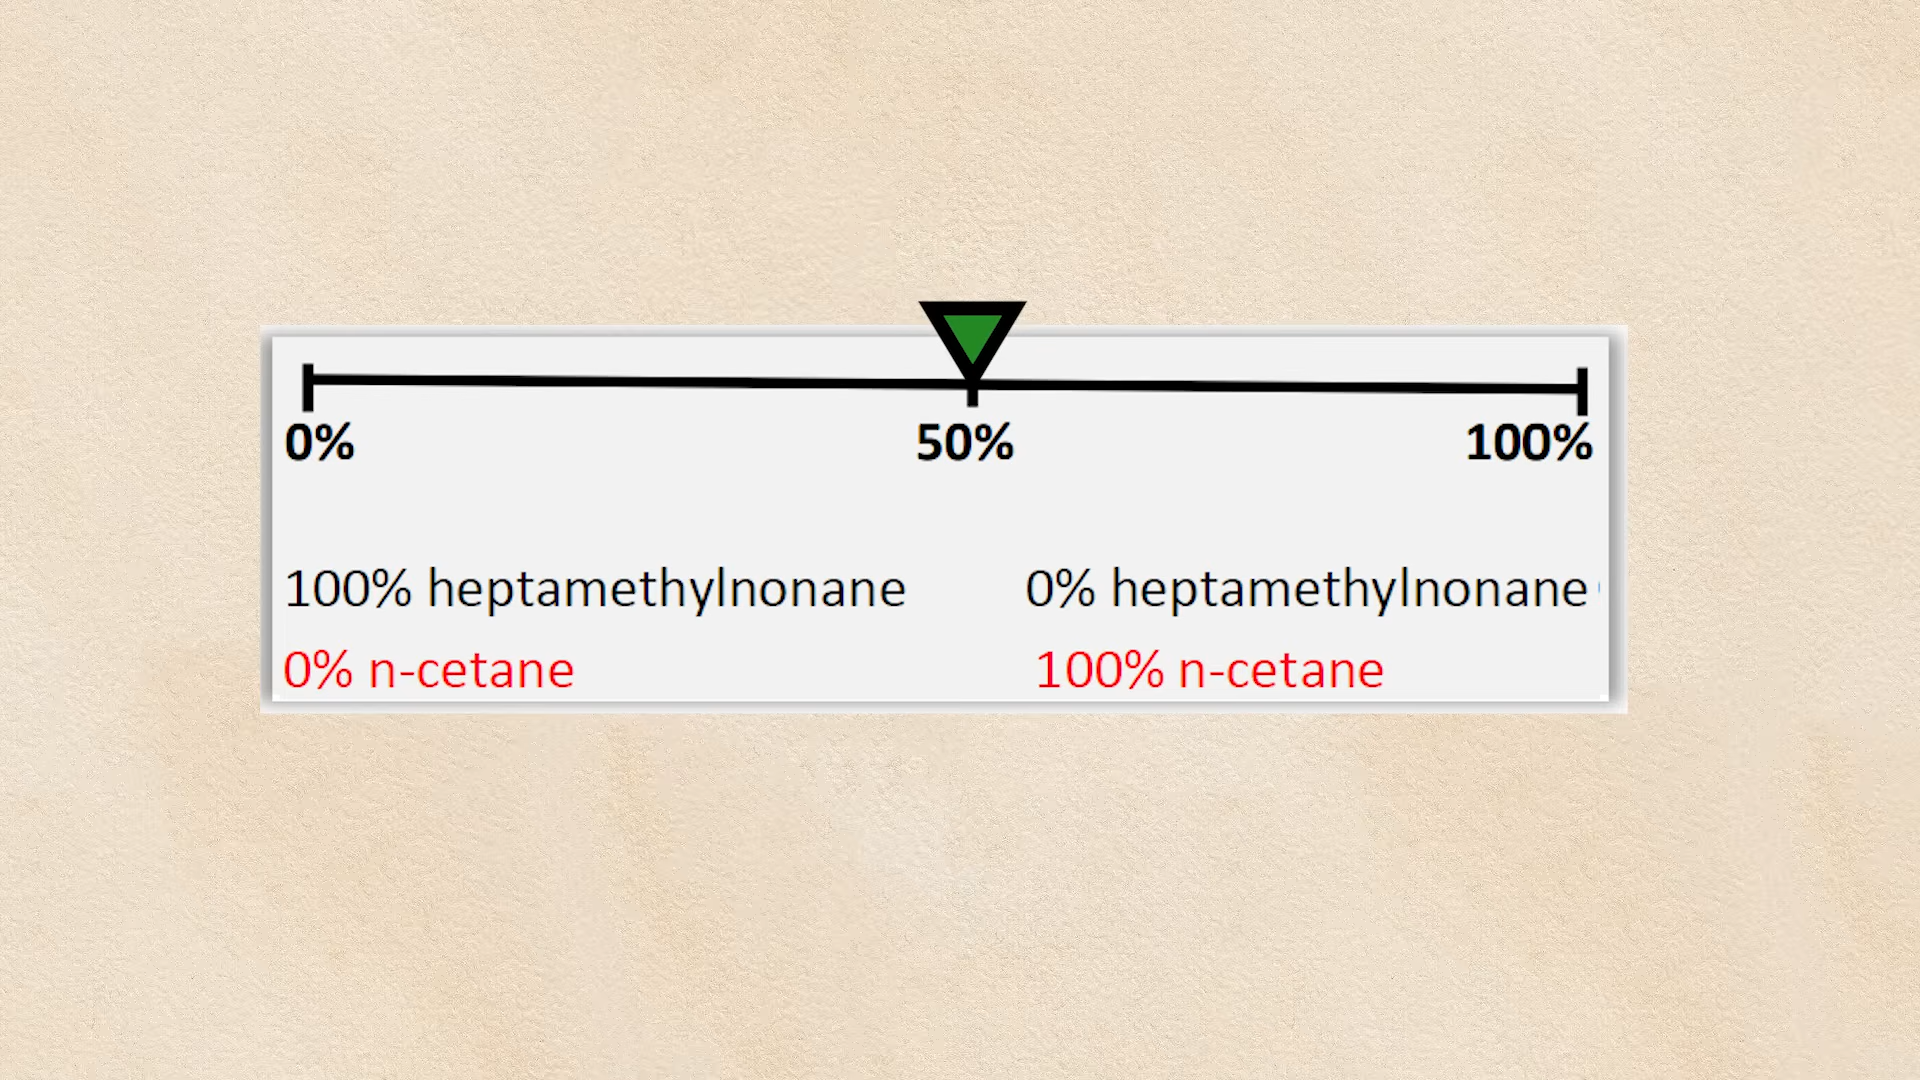 0% 50% 100%
100% heptamethylnonane 0% heptamethylnonane
0% n-cetane 100% n-cetane